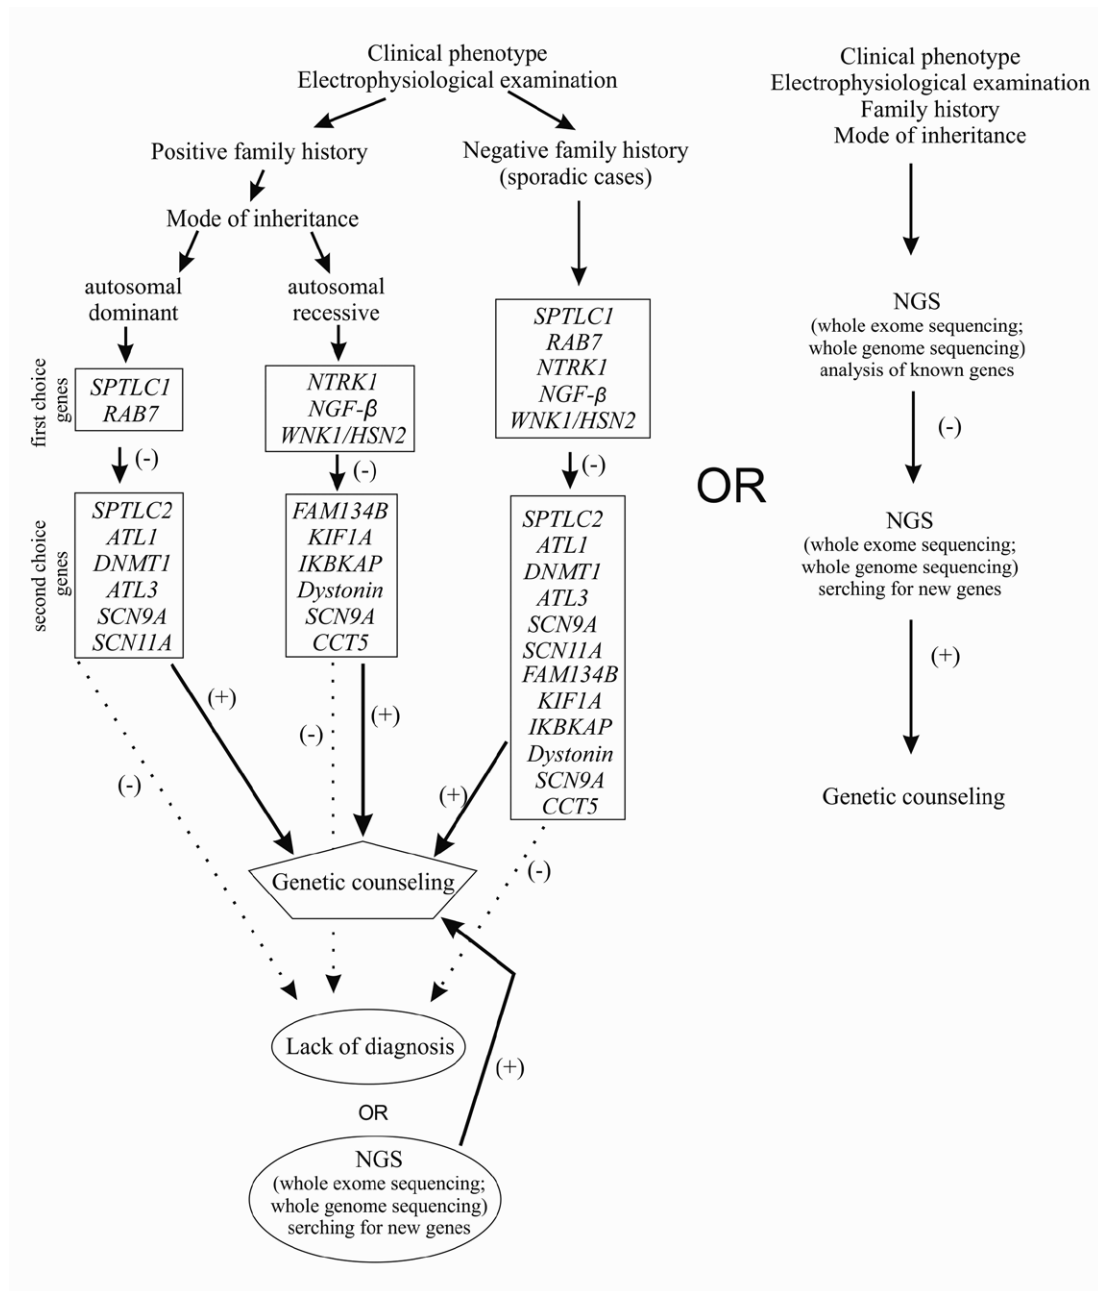 Clinical phenotype
Electrophysiological examination
Positive family history
Negative family history
(sporadic cases)
Mode of inheritance
autosomal
dominant
autosomal
recessive
first choice
genes
SPTLC1
RAB7
NTRK1
NGF-β
WNK1/HSN2
SPTLC1
RAB7
NTRK1
NGF-β
WNK1/HSN2
(-)
(-)
(-)
second choice
genes
SPTLC2
ATL1
DNMT1
ATL3
SCN9A
SCN11A
FAM134B
KIF1A
IKBKAP
Dystonin
SCN9A
CCT5
SPTLC2
ATL1
DNMT1
ATL3
SCN9A
SCN11A
FAM134B
KIF1A
IKBKAP
Dystonin
SCN9A
CCT5
(+)
(-)
(+)
(-)
(+)
(-)
Genetic counseling
Lack of diagnosis
(+)
OR
NGS
(whole exome sequencing;
whole genome sequencing)
serching for new genes
OR
Clinical phenotype
Electrophysiological examination
Family history
Mode of inheritance
NGS
(whole exome sequencing;
whole genome sequencing)
analysis of known genes
(-)
NGS
(whole exome sequencing;
whole genome sequencing)
serching for new genes
(+)
Genetic counseling